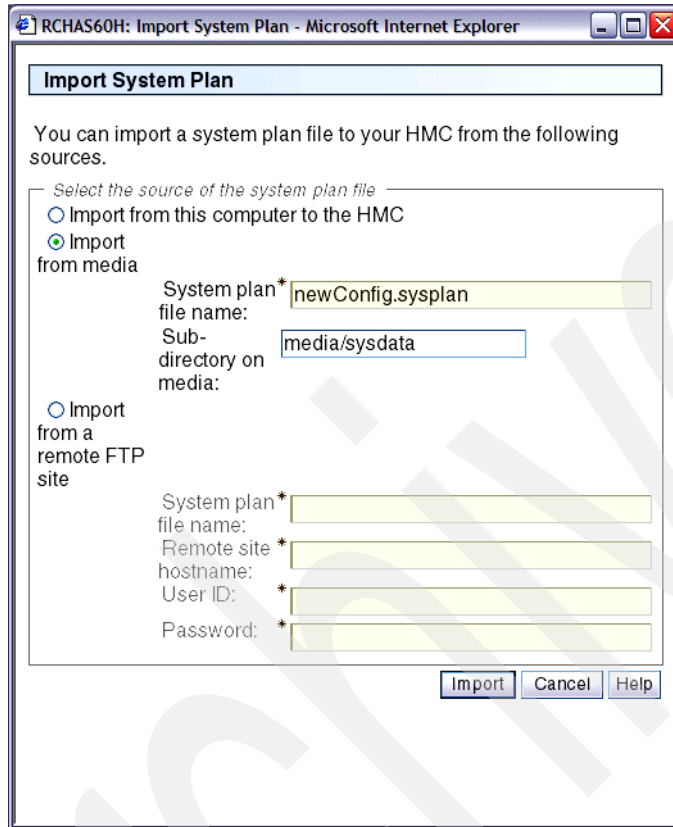 RCHAS60H: Import System Plan - Microsoft Internet Explorer
Import System Plan
You can import a system plan file to your HMC from the following
sources.
Select the source of the system plan file
Import from this computer to the HMC
Import
from media
System plan* newConfig.sysplan
file name:
Sub-
directory on media/sysdata
media:
Import
from a
remote FTP
site
System plan*
file name:
Remote site*
hostname:
User ID: *
Password: *
Import Cancel Help